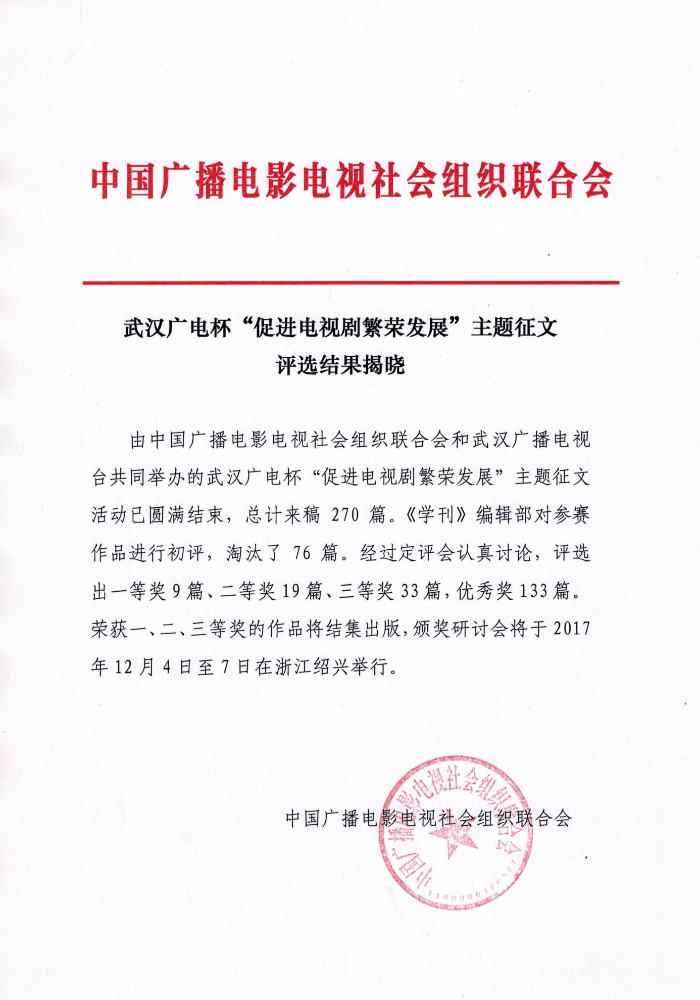 中国广播电影电视社会组织联合会
武汉广电杯“促进电视剧繁荣发展”主题征文
评选结果揭晓
由中国广播电影电视社会组织联合会和武汉广播电视
台共同举办的武汉广电杯“促进电视剧繁荣发展”主题征文
活动已圆满结束，总计来稿 270 篇。《学刊》编辑部对参赛
作品进行初评，淘汰了 76 篇。经过定评会认真讨论，评选
出一等奖 9 篇、二等奖 19 篇、三等奖 33 篇，优秀奖 133 篇。
荣获一、二、三等奖的作品将结集出版，颁奖研讨会将于 2017
年 12 月 4 日至 7 日在浙江绍兴举行。
中国广播电影电视社会组织联合会
中国广播电影电视社会组织联合会